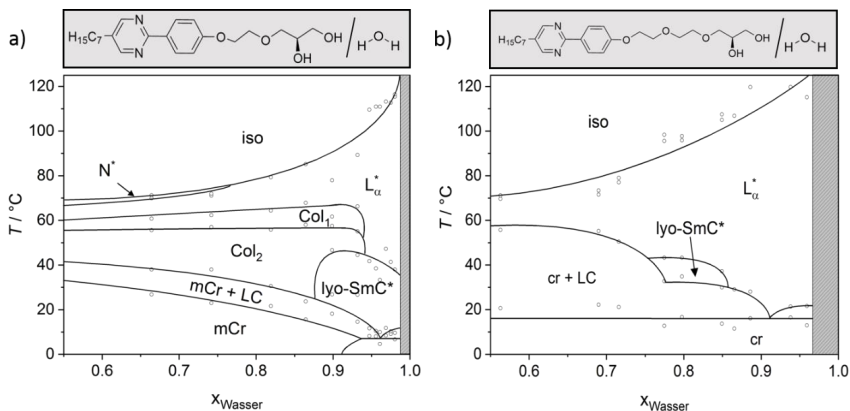 a)
H₁₅C₇ N N O O OH OH / H O H
T / °C
120
100
80
60
40
20
0
iso
N*
L*α
Col₁
Col₂
lyo-SmC*
mCr + LC
mCr
0.6 0.7 0.8 0.9 1.0
xWasser
b)
H₁₅C₇ N N O O O OH OH / H O H
T / °C
120
100
80
60
40
20
0
iso
L*α
lyo-SmC*
cr + LC
cr
0.6 0.7 0.8 0.9 1.0
xWasser